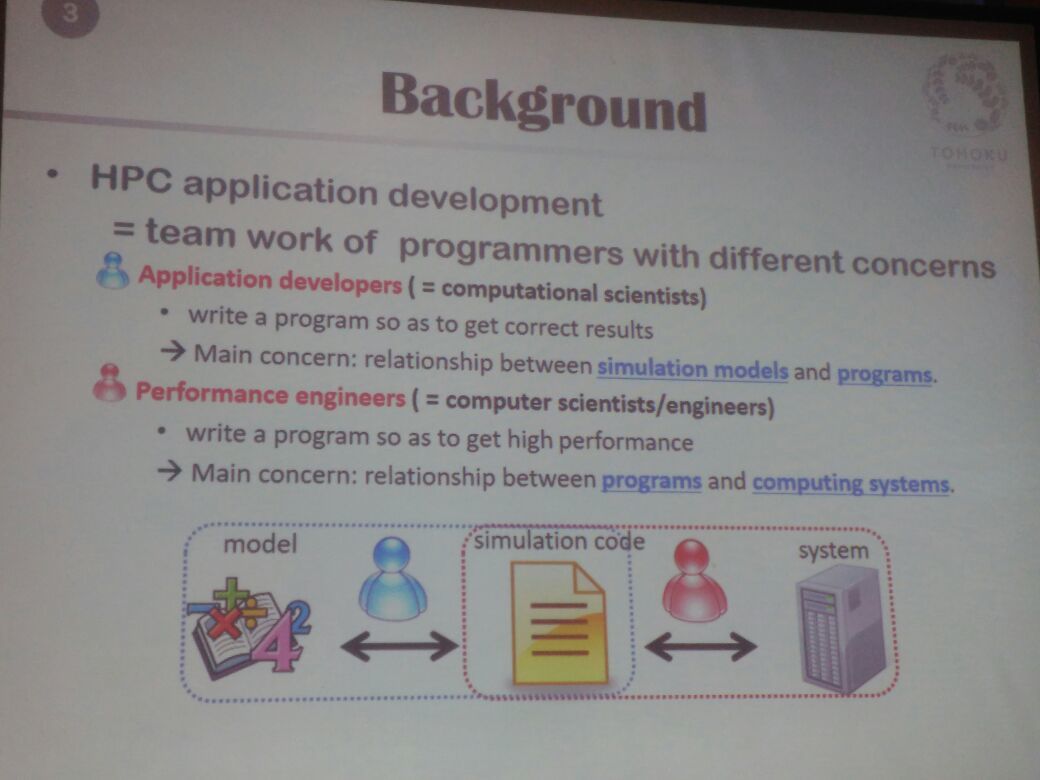 3
Background
TOHOKU
• HPC application development
= team work of programmers with different concerns
Application developers ( = computational scientists)
• write a program so as to get correct results
→ Main concern: relationship between simulation models and programs.
Performance engineers ( = computer scientists/engineers)
• write a program so as to get high performance
→ Main concern: relationship between programs and computing systems.
model
simulation code
system
4 2